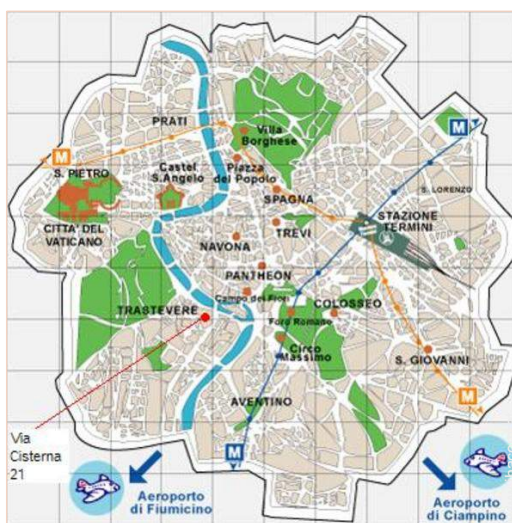 PRATI
M
Villa
Borghese
M
S. PIETRO
Castel
S.Angelo
Piazza
del Popolo
SPAGNA
S. LORENZO
CITTA' DEL
VATICANO
NAVONA
TREVI
STAZIONE
TERMINI
PANTHEON
Campo dei Fiori
TRASTEVERE
COLOSSEO
Foro Romano
Circo
Massimo
S. GIOVANNI
AVENTINO
M
Via
Cisterna
21
M
Aeroporto
di Fiumicino
Aeroporto
di Ciampino